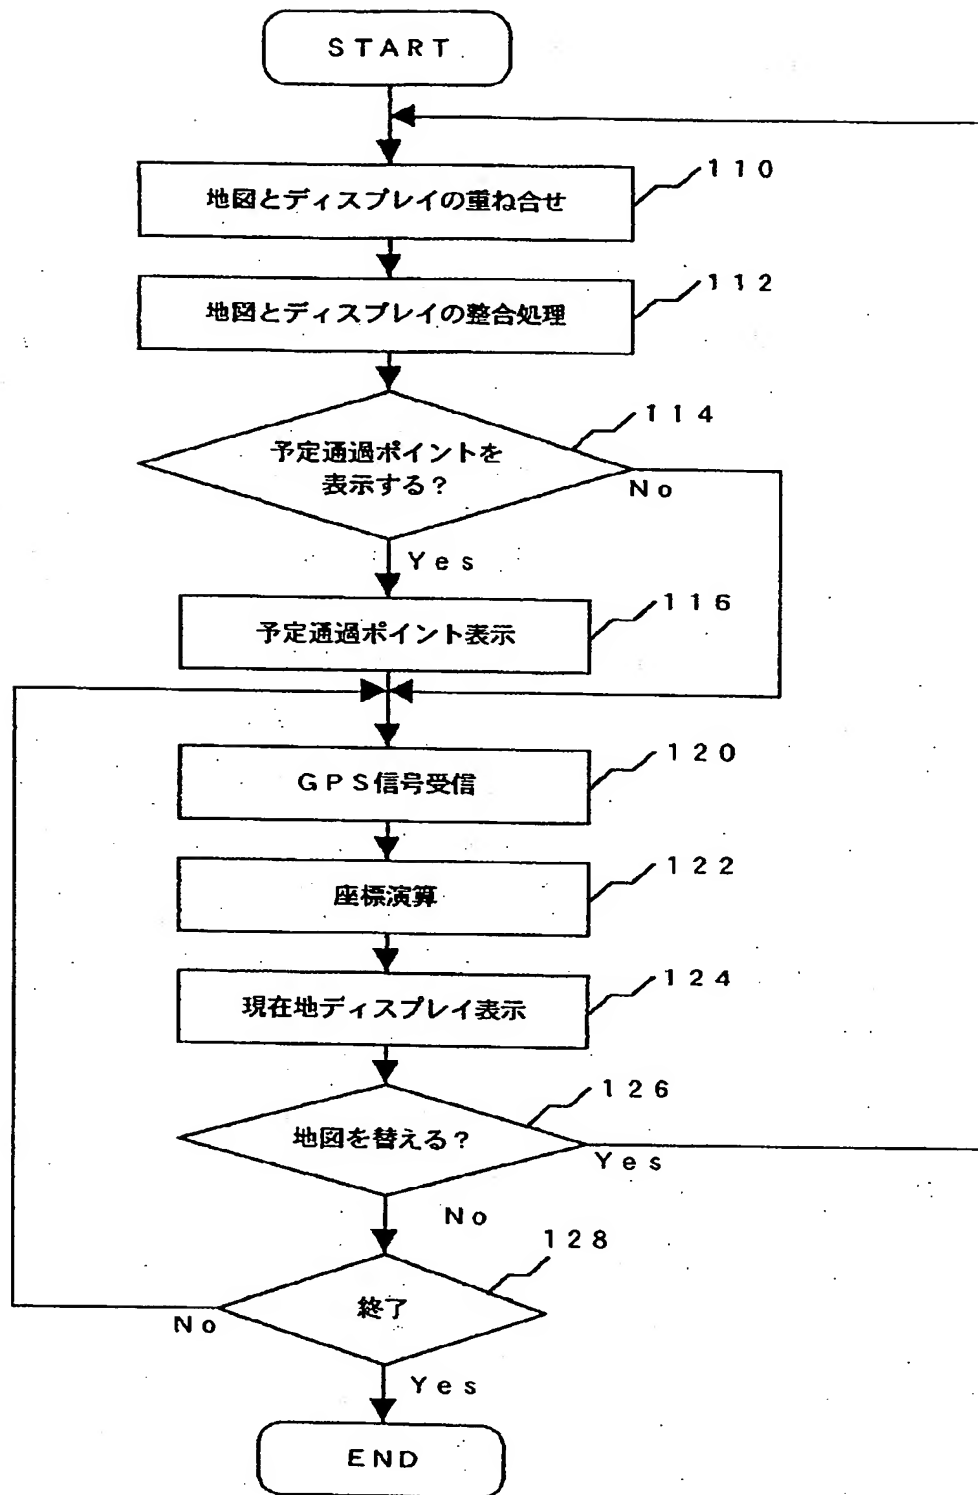 START
110
地図とディスプレイの重ね合せ
112
地図とディスプレイの整合処理
114
予定通過ポイントを
表示する?
No
Yes
116
予定通過ポイント表示
120
GPS信号受信
122
座標演算
124
現在地ディスプレイ表示
126
地図を替える?
Yes
No
128
終了
No
Yes
END